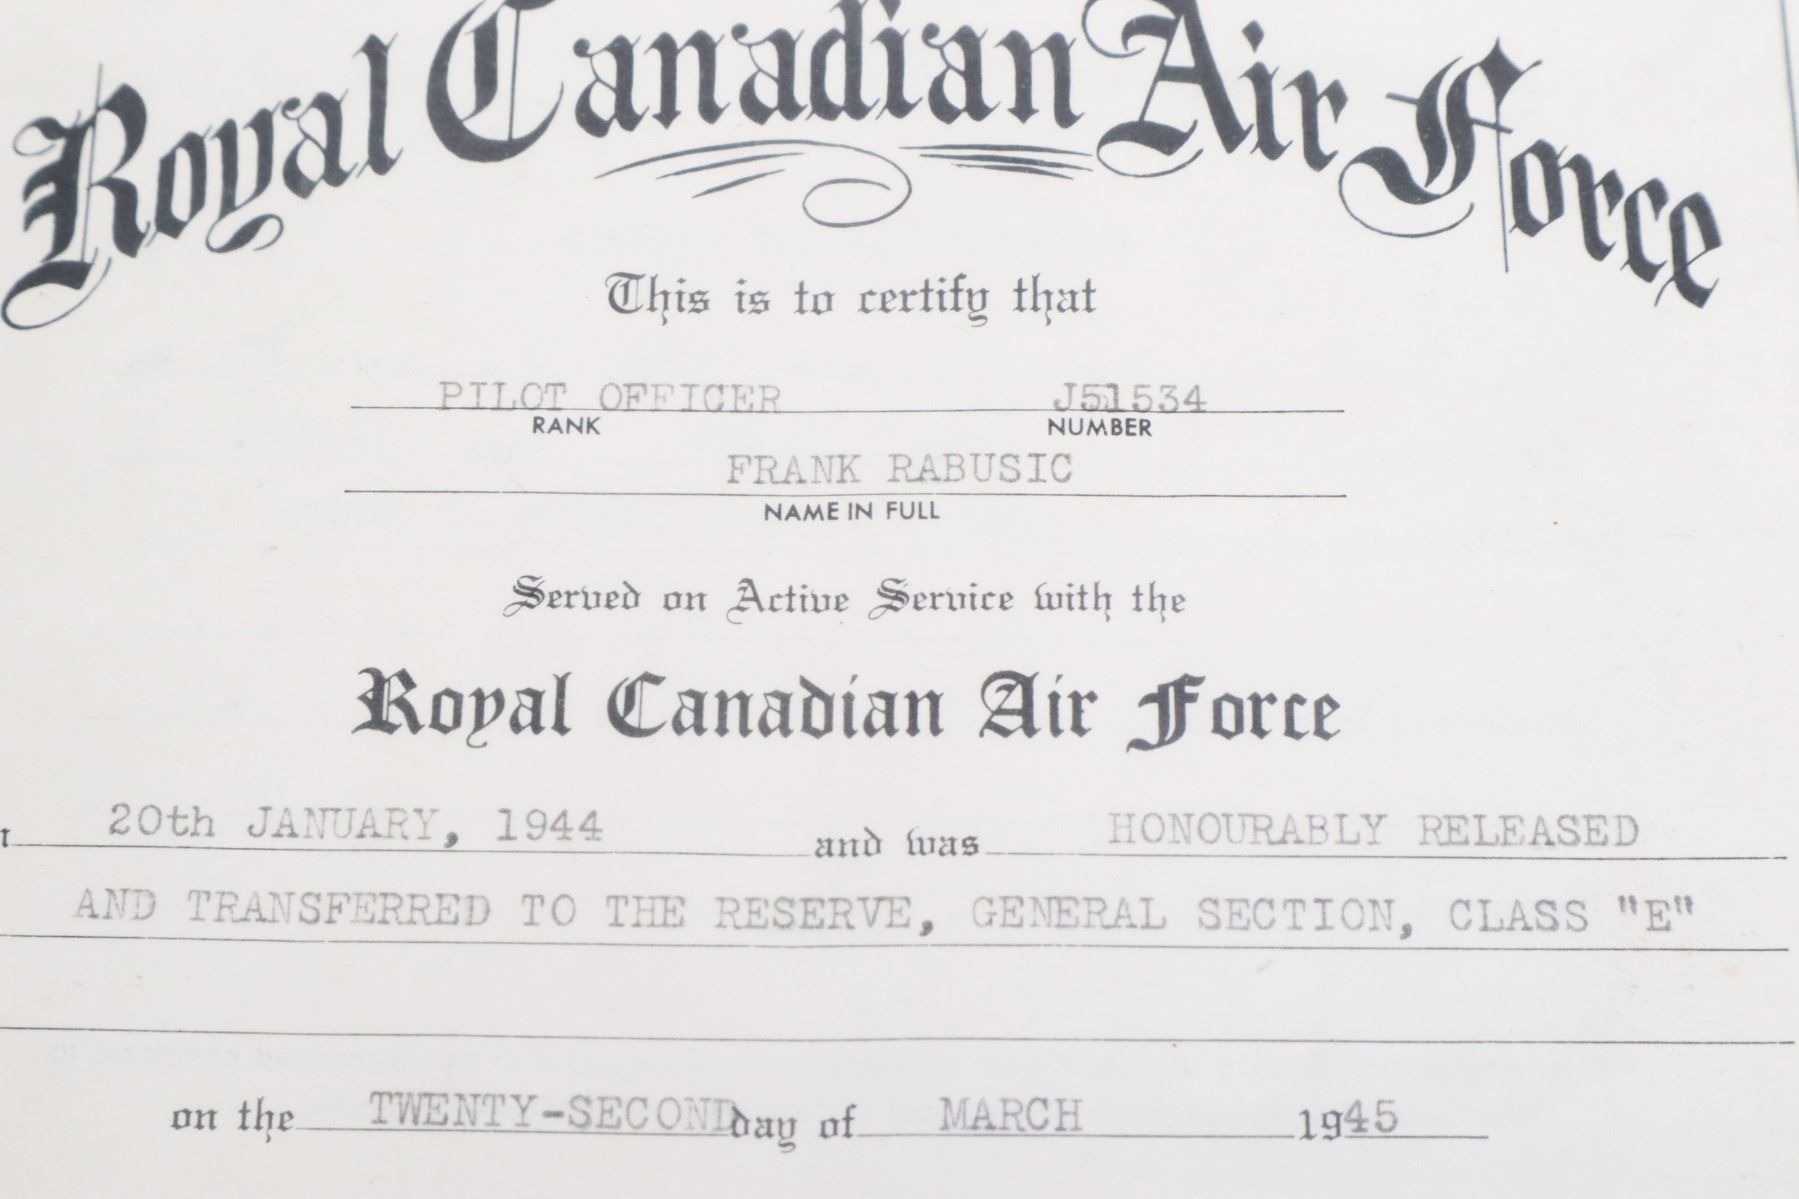 Royal Canadian Air Force
This is to certify that
PILOT OFFICER J51534
RANK NUMBER
FRANK RABUSIC
NAME IN FULL
Served on Active Service with the
Royal Canadian Air Force
20th JANUARY, 1944 and was HONOURABLY RELEASED
AND TRANSFERRED TO THE RESERVE, GENERAL SECTION, CLASS "E"
on the TWENTY-SECOND day of MARCH 1945